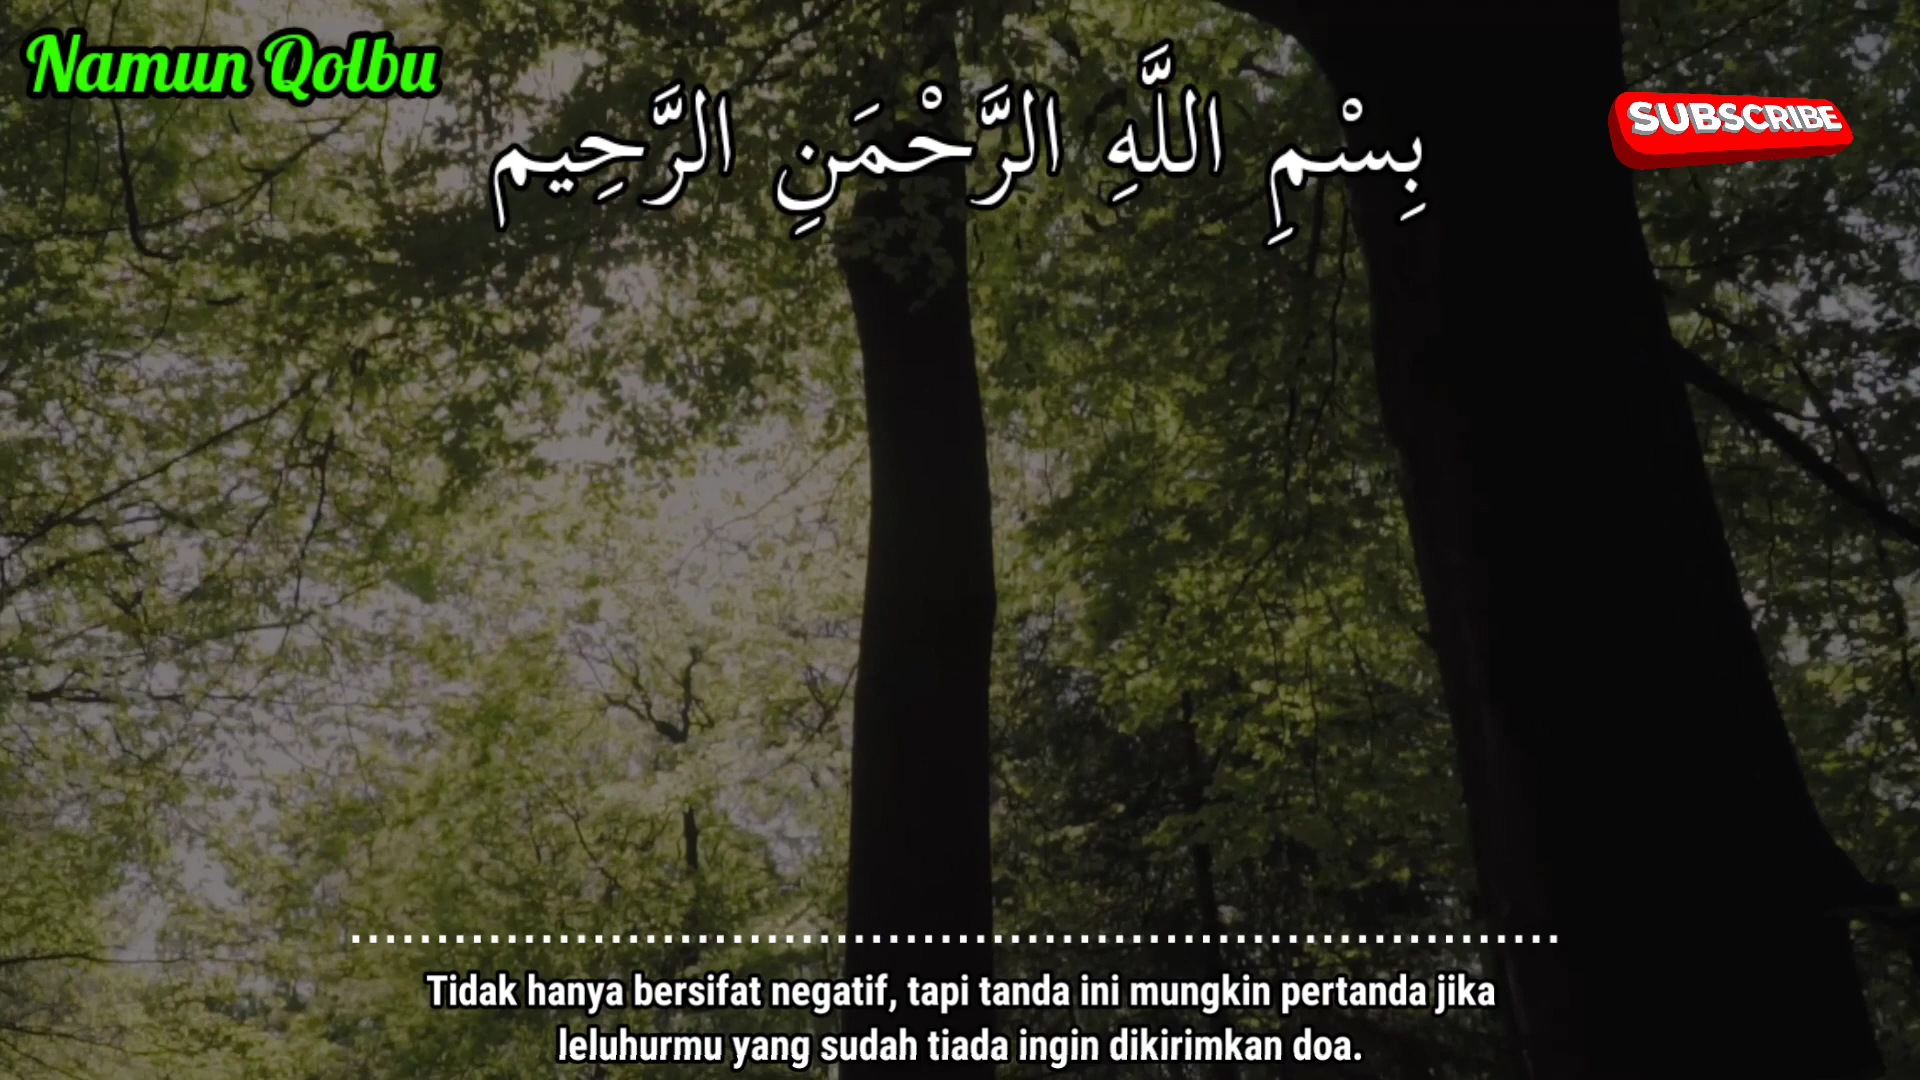 Namun Qolbu
بِسْمِ اللَّهِ الرَّحْمَنِ الرَّحِيم
SUBSCRIBE
Tidak hanya bersifat negatif, tapi tanda ini mungkin pertanda jika
leluhurmu yang sudah tiada ingin dikirimkan doa.